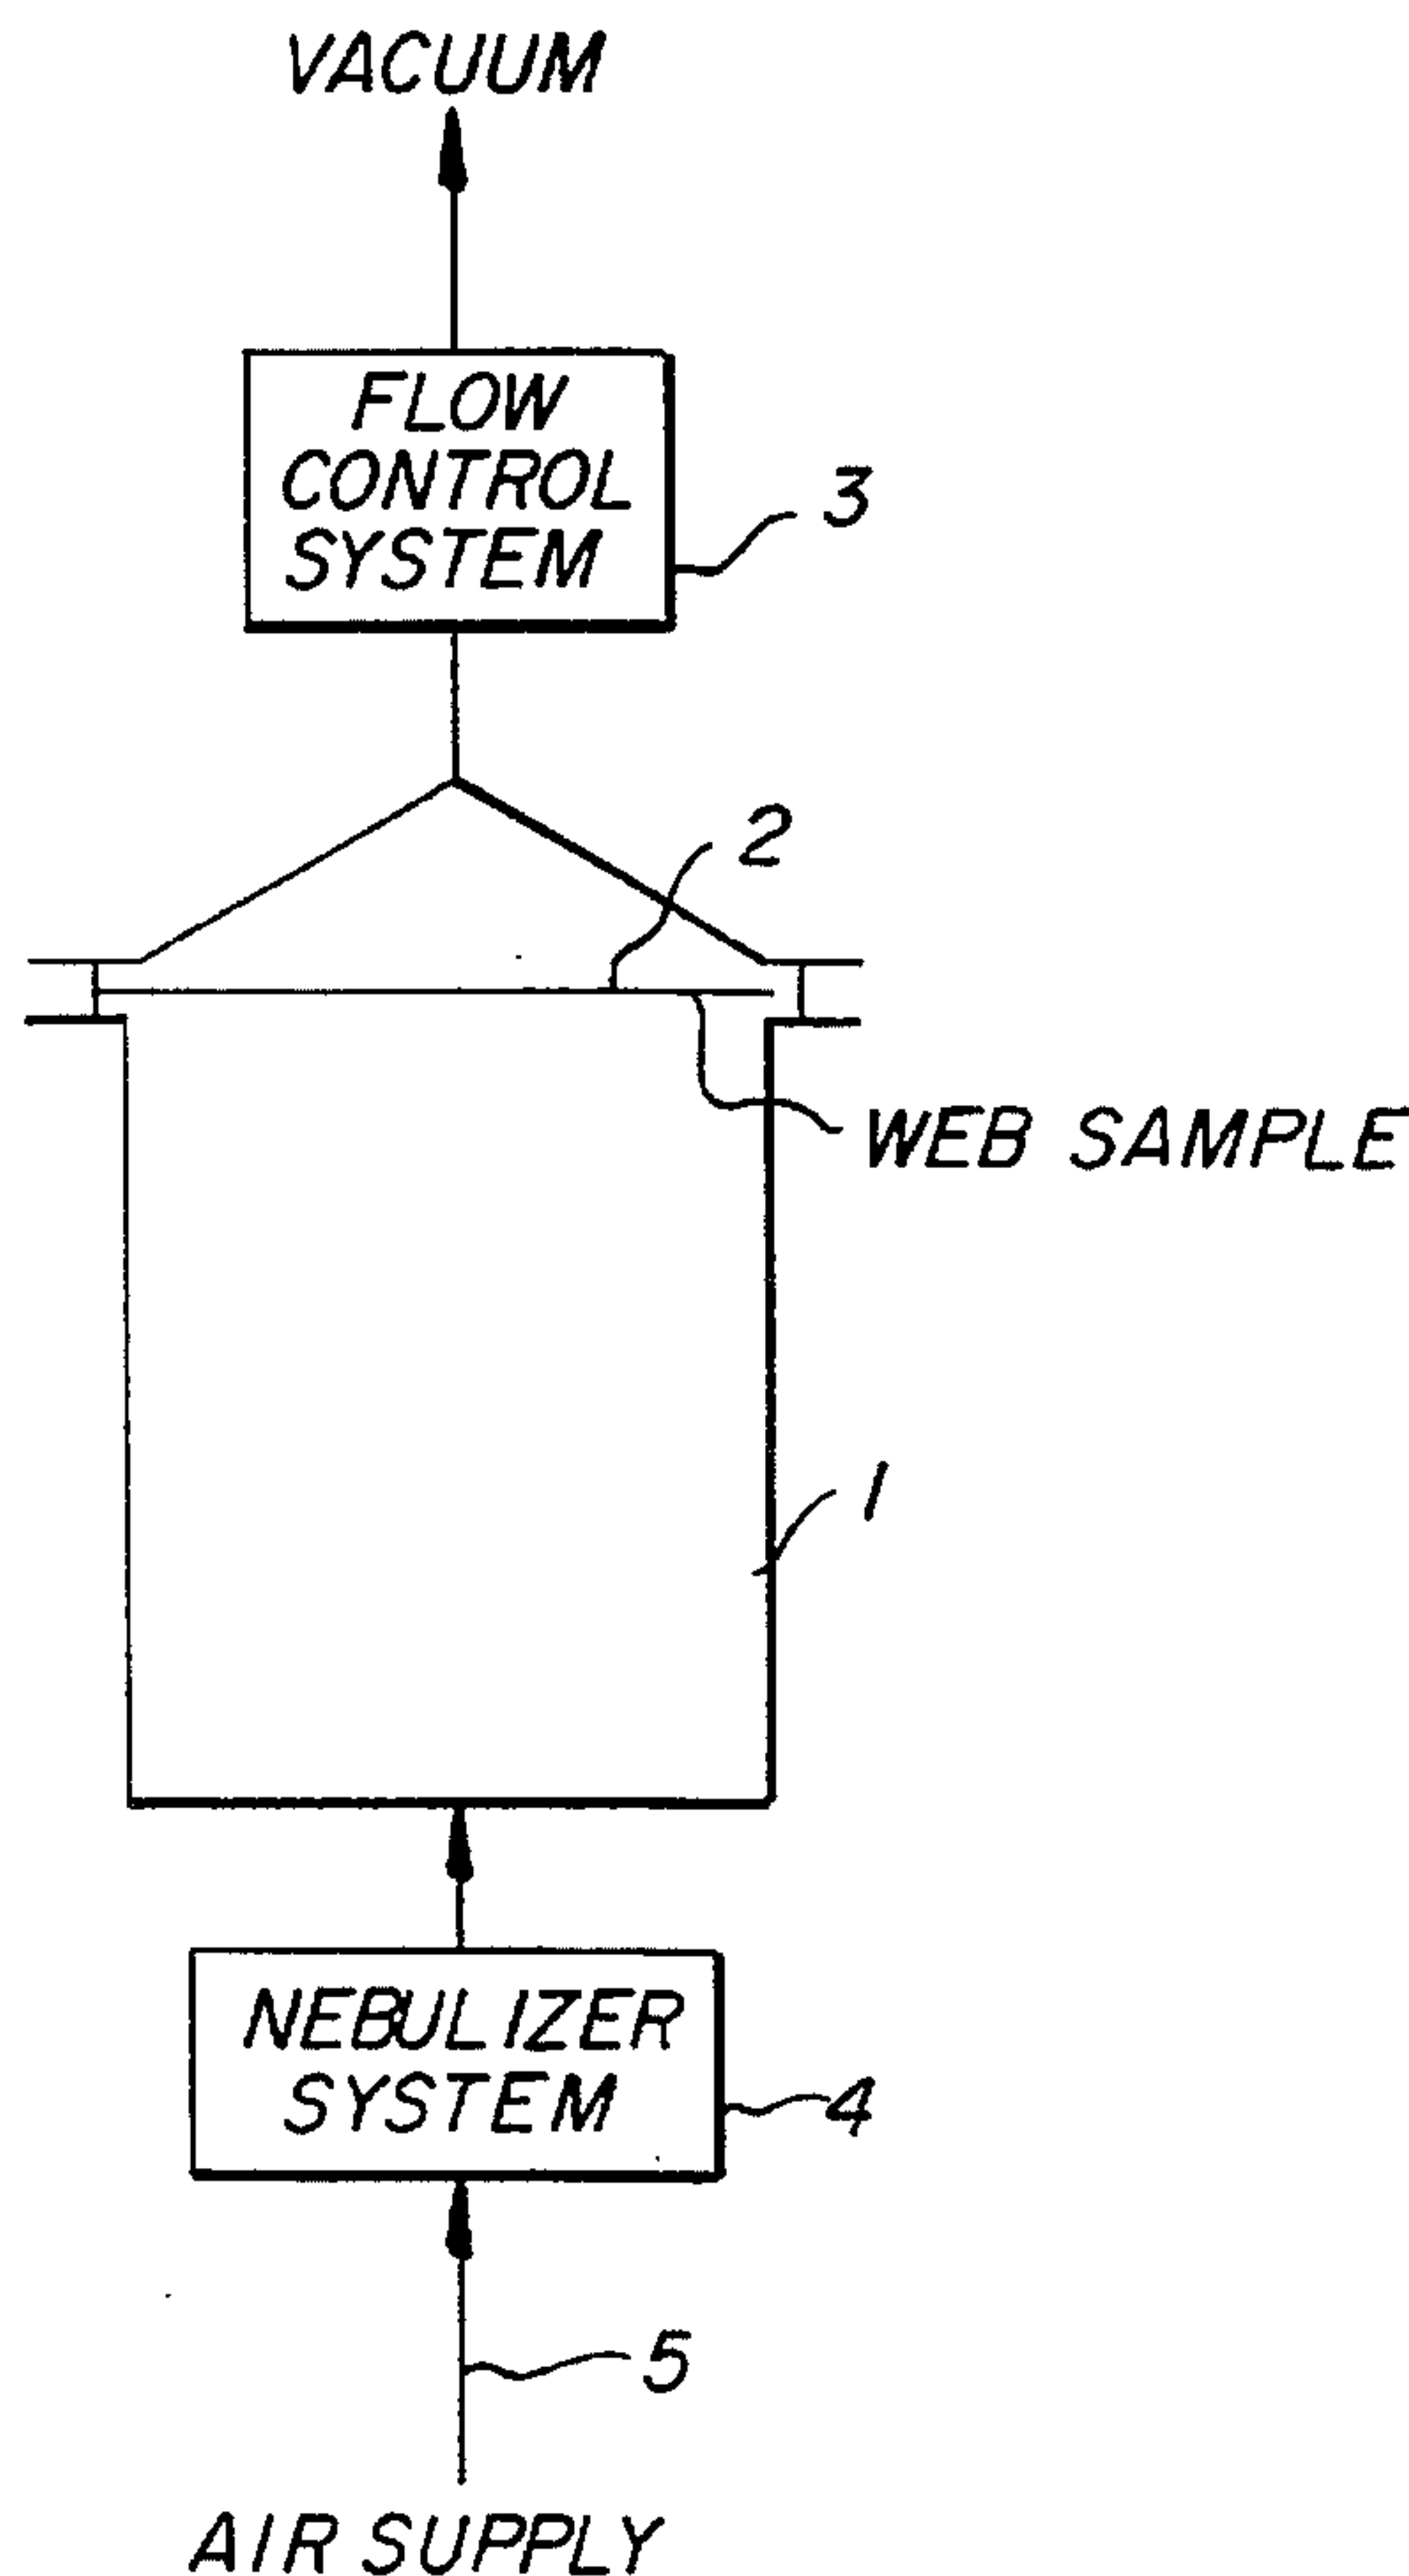 VACUUM
FLOW
CONTROL
SYSTEM
3
2
WEB SAMPLE
1
NEBULIZER
SYSTEM
4
5
AIR SUPPLY